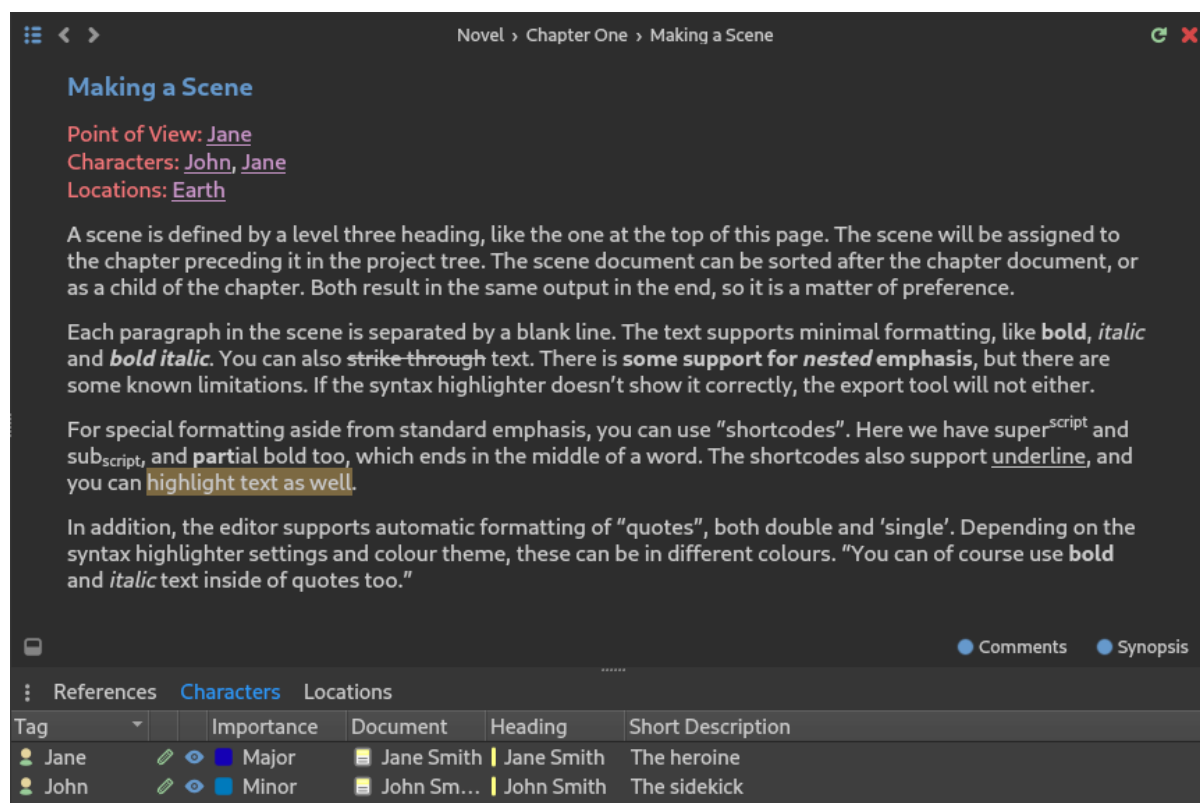 Novel › Chapter One › Making a Scene
Making a Scene
Point of View: Jane
Characters: John, Jane
Locations: Earth
A scene is defined by a level three heading, like the one at the top of this page. The scene will be assigned to
the chapter preceding it in the project tree. The scene document can be sorted after the chapter document, or
as a child of the chapter. Both result in the same output in the end, so it is a matter of preference.
Each paragraph in the scene is separated by a blank line. The text supports minimal formatting, like bold, italic
and bold italic. You can also strike through text. There is some support for nested emphasis, but there are
some known limitations. If the syntax highlighter doesn’t show it correctly, the export tool will not either.
For special formatting aside from standard emphasis, you can use “shortcodes”. Here we have superscript and
subscript, and partial bold too, which ends in the middle of a word. The shortcodes also support underline, and
you can highlight text as well.
In addition, the editor supports automatic formatting of “quotes”, both double and ‘single’. Depending on the
syntax highlighter settings and colour theme, these can be in different colours. “You can of course use bold
and italic text inside of quotes too.”
Comments Synopsis
References Characters Locations
Tag Importance Document Heading Short Description
Jane Major Jane Smith Jane Smith The heroine
John Minor John Sm... John Smith The sidekick